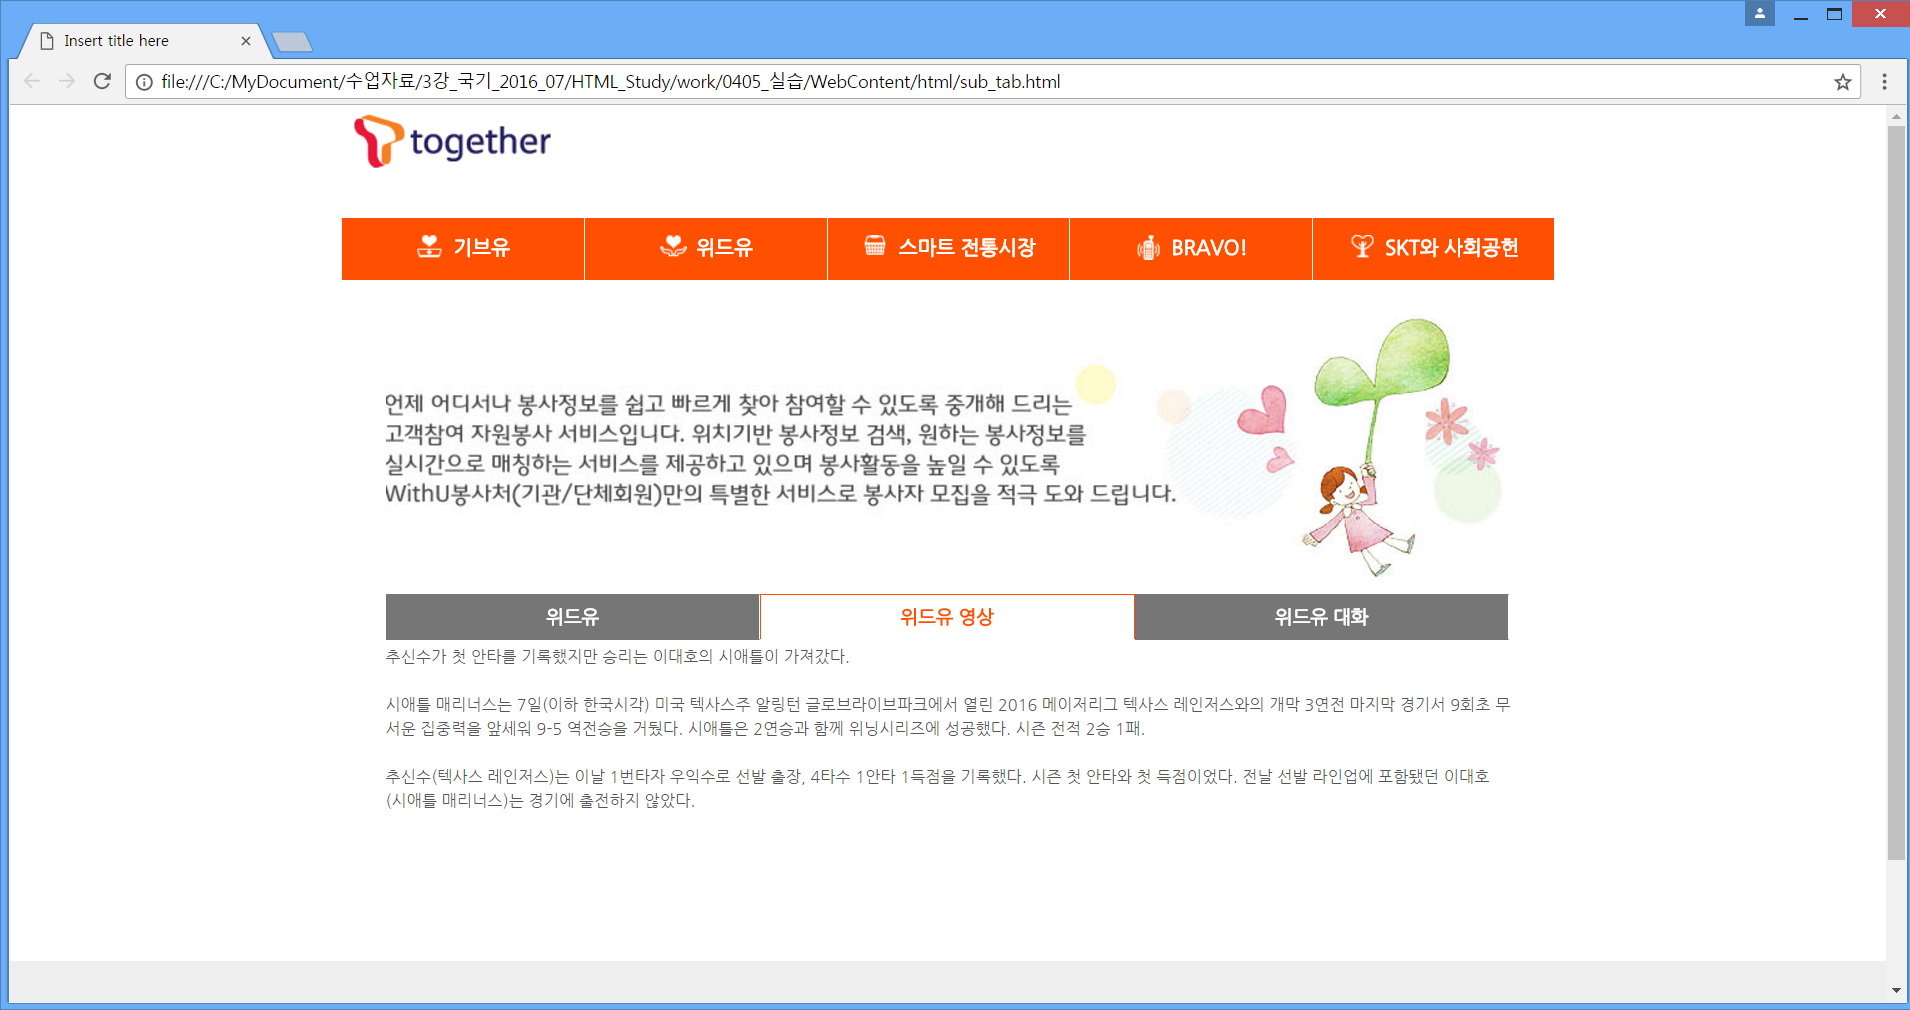 Insert title here
file:///C:/MyDocument/수업자료/3강_국기_2016_07/HTML_Study/work/0405_실습/WebContent/html/sub_tab.html
together
기브유
위드유
스마트 전통시장
BRAVO!
SKT와 사회공헌
언제 어디서나 봉사정보를 쉽고 빠르게 찾아 참여할 수 있도록 중개해 드리는
고객참여 자원봉사 서비스입니다. 위치기반 봉사정보 검색, 원하는 봉사정보를
실시간으로 매칭하는 서비스를 제공하고 있으며 봉사활동을 높일 수 있도록
WithU봉사처(기관/단체회원)만의 특별한 서비스로 봉사자 모집을 적극 도와 드립니다.
위드유
위드유 영상
위드유 대화
추신수가 첫 안타를 기록했지만 승리는 이대호의 시애틀이 가져갔다.
시애틀 매리너스는 7일(이하 한국시각) 미국 텍사스주 알링턴 글로브라이브파크에서 열린 2016 메이저리그 텍사스 레인저스와의 개막 3연전 마지막 경기서 9회초 무
서운 집중력을 앞세워 9-5 역전승을 거뒀다. 시애틀은 2연승과 함께 위닝시리즈에 성공했다. 시즌 전적 2승 1패.
추신수(텍사스 레인저스)는 이날 1번타자 우익수로 선발 출장, 4타수 1안타 1득점을 기록했다. 시즌 첫 안타와 첫 득점이었다. 전날 선발 라인업에 포함됐던 이대호
(시애틀 매리너스)는 경기에 출전하지 않았다.